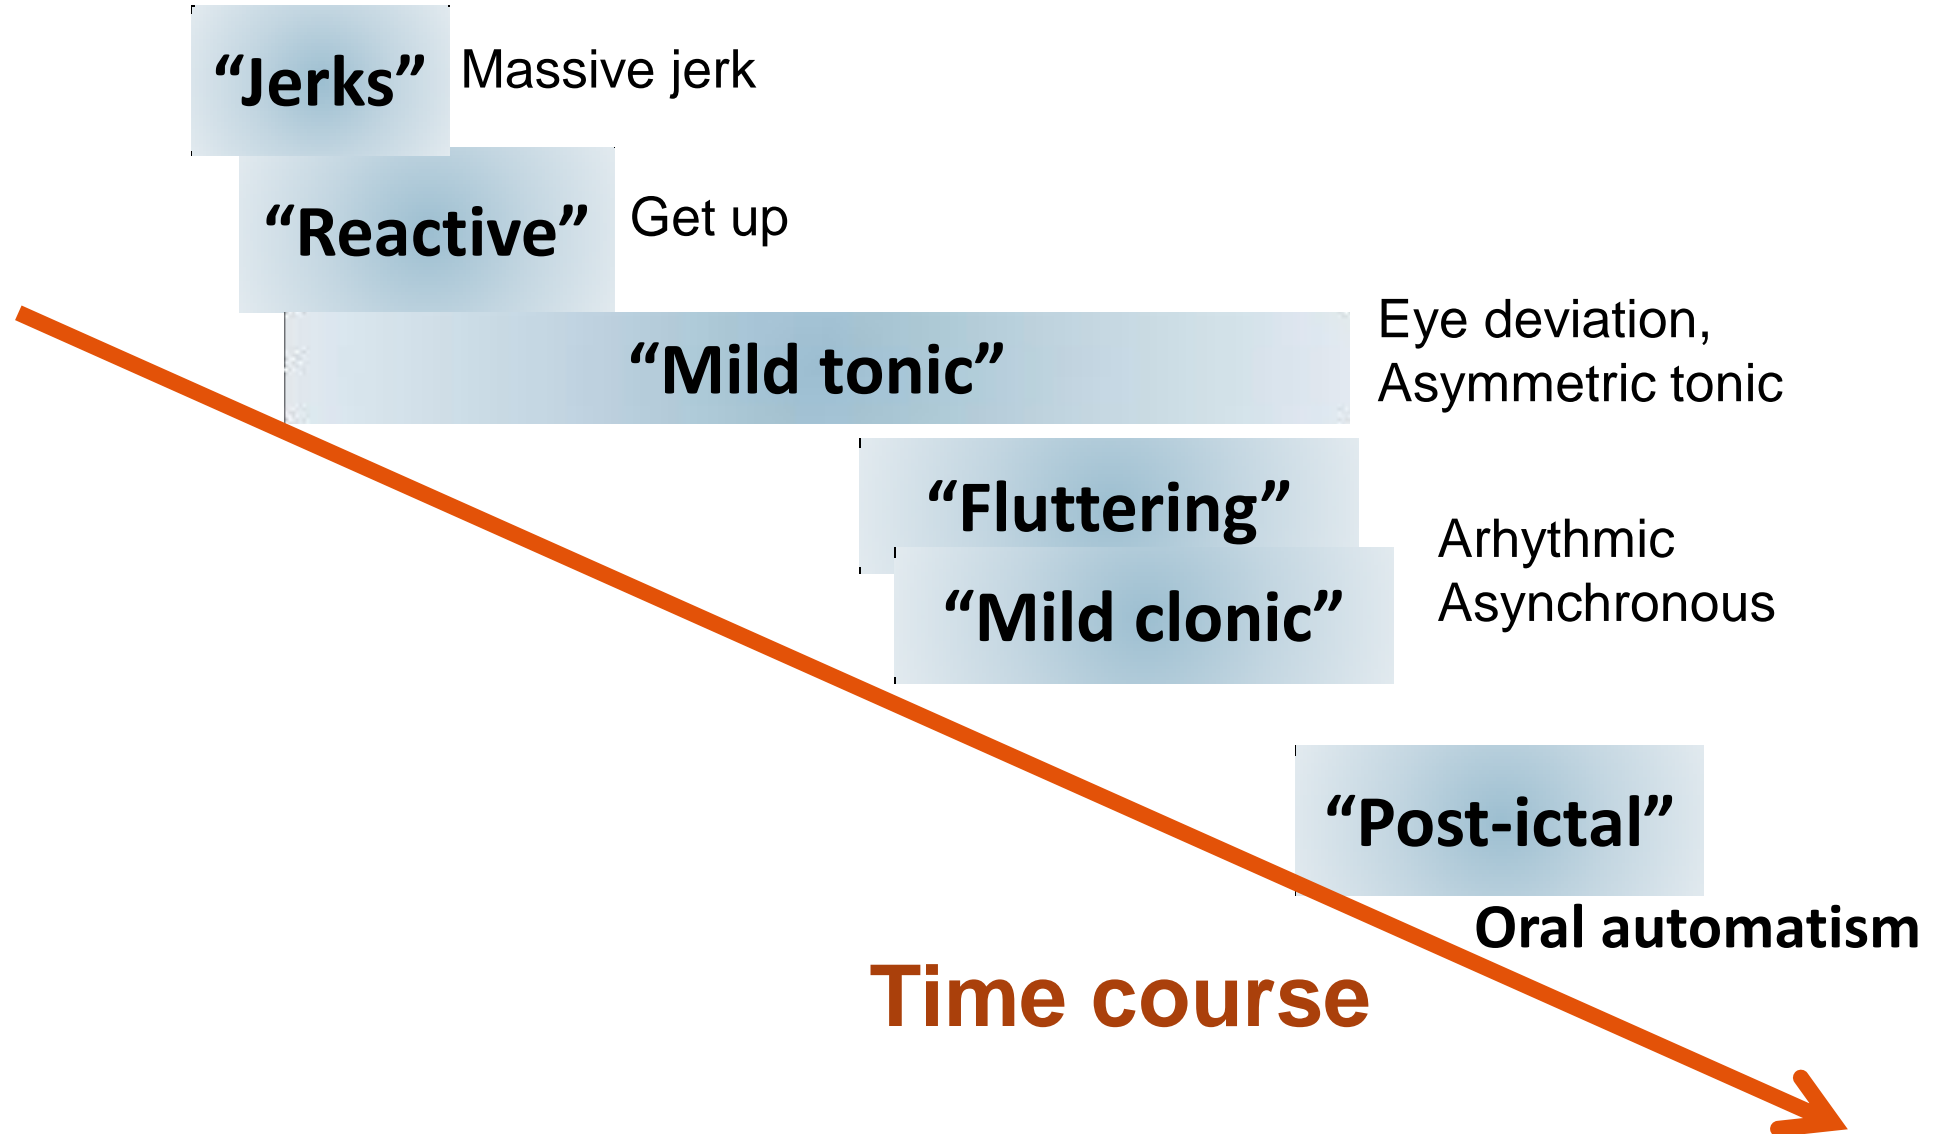 “Jerks”
Massive jerk
“Reactive”
Get up
“Mild tonic”
Eye deviation,
Asymmetric tonic
“Fluttering”
Arhythmic
Asynchronous
“Mild clonic”
“Post-ictal”
Oral automatism
Time course